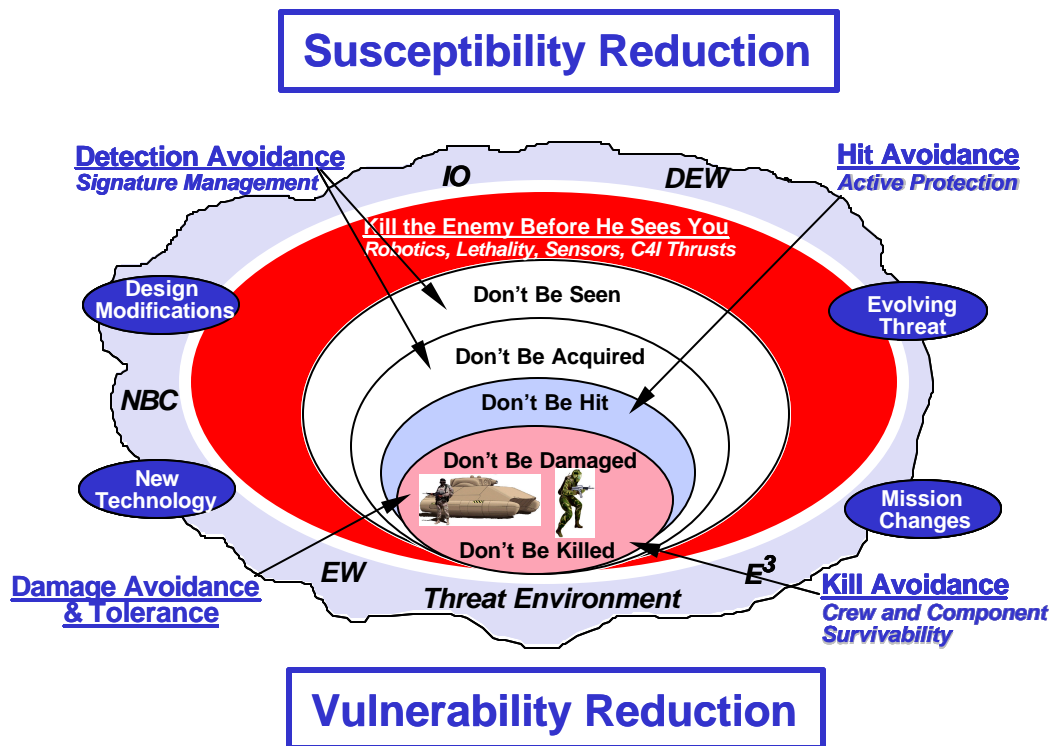 Susceptibility Reduction
Detection Avoidance
Signature Management
Hit Avoidance
Active Protection
IO
DEW
Kill the Enemy Before He Sees You
Robotics, Lethality, Sensors, C4I Thrusts
Design
Modifications
Don't Be Seen
Evolving
Threat
Don't Be Acquired
NBC
Don't Be Hit
Don't Be Damaged
New
Technology
Mission
Changes
Don't Be Killed
EW
E³
Threat Environment
Damage Avoidance
& Tolerance
Kill Avoidance
Crew and Component
Survivability
Vulnerability Reduction